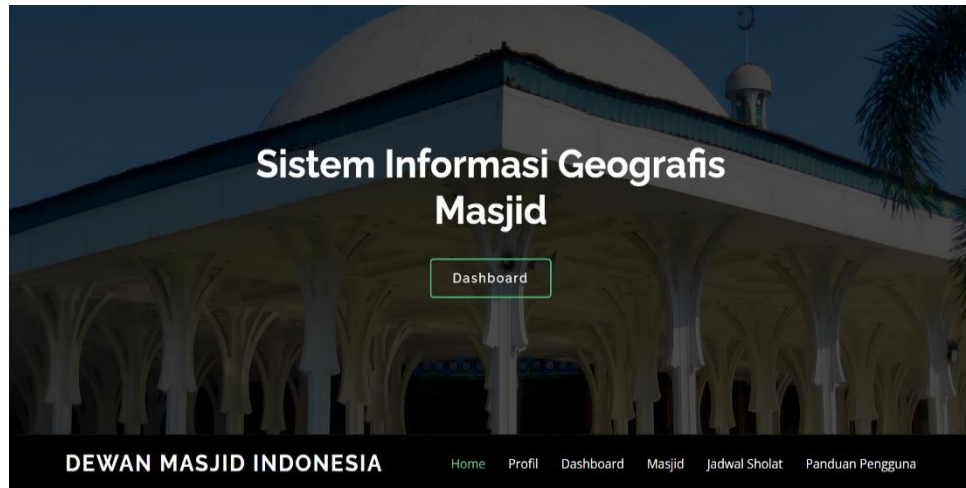 Sistem Informasi Geografis
Masjid
Dashboard
DEWAN MASJID INDONESIA Home Profil Dashboard Masjid Jadwal Sholat Panduan Pengguna